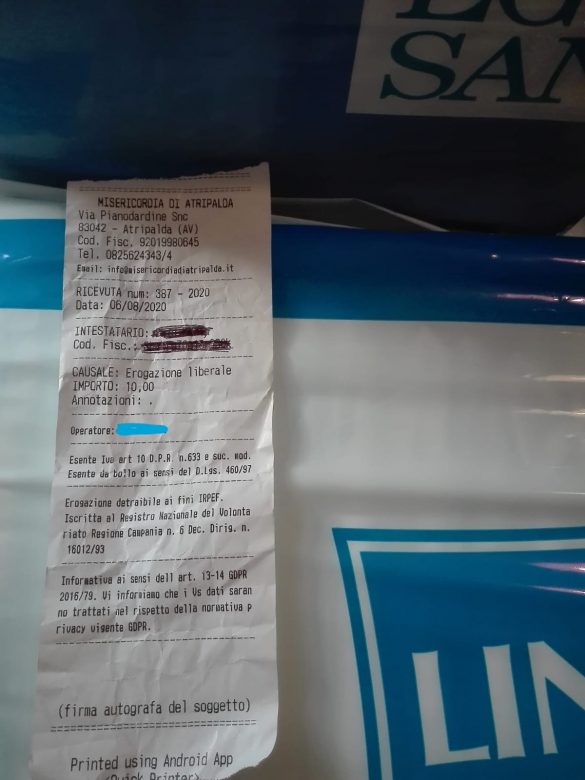 SAN
MISERICORDIA DI ATRIPALDA
Via Pianodardine Snc
83042 - Atripalda (AV)
Cod. Fisc. 92019980645
Tel. 0825624343/4
Email: info@misericordiadiatripalda.it
RICEVUTA num: 387 - 2020
Data: 06/08/2020
INTESTATARIO:
Cod. Fisc.:
CAUSALE: Erogazione liberale
IMPORTO: 10,00
Annotazioni: .
Operatore:
Esente Iva art 10 D.P.R. n.633 e suc. mod.
Esente da bollo ai sensi del D.Lgs. 460/97
Erogazione detraibile ai fini IRPEF.
Iscritta al Registro Nazionale del Volonta
riato Regione Campania n. 6 Dec. Dirig. n.
16012/93
Informativa ai sensi dell art. 13-14 GDPR
2016/79. Vi informiamo che i Vs dati saran
no trattati nel rispetto della normativa p
rivacy vigente GDPR.
(firma autografa del soggetto)
Printed using Android App
<Quick Printer>
LIN